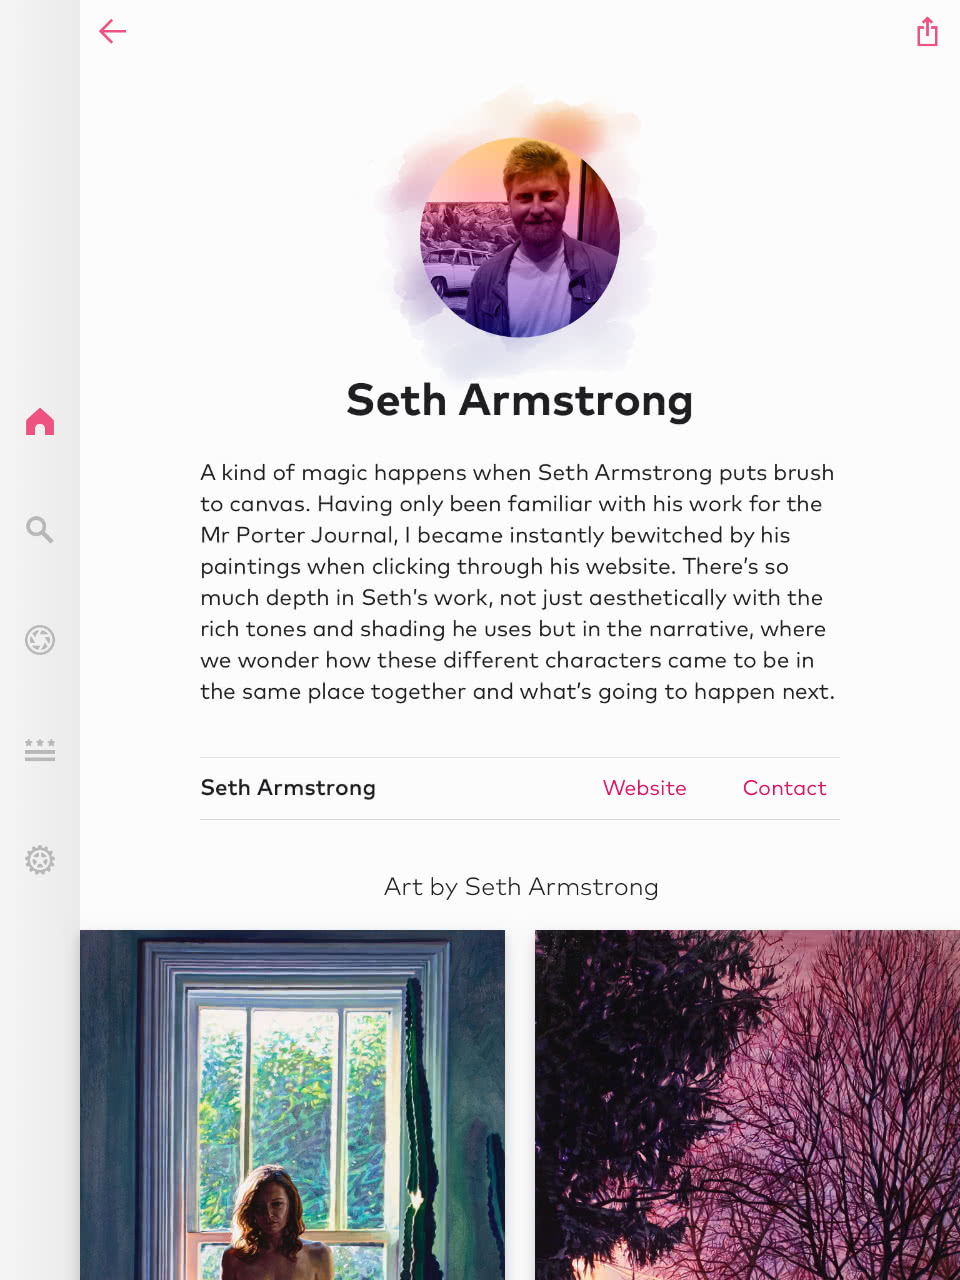 Seth Armstrong
A kind of magic happens when Seth Armstrong puts brush
to canvas. Having only been familiar with his work for the
Mr Porter Journal, I became instantly bewitched by his
paintings when clicking through his website. There’s so
much depth in Seth’s work, not just aesthetically with the
rich tones and shading he uses but in the narrative, where
we wonder how these different characters came to be in
the same place together and what’s going to happen next.
Seth Armstrong Website Contact
Art by Seth Armstrong